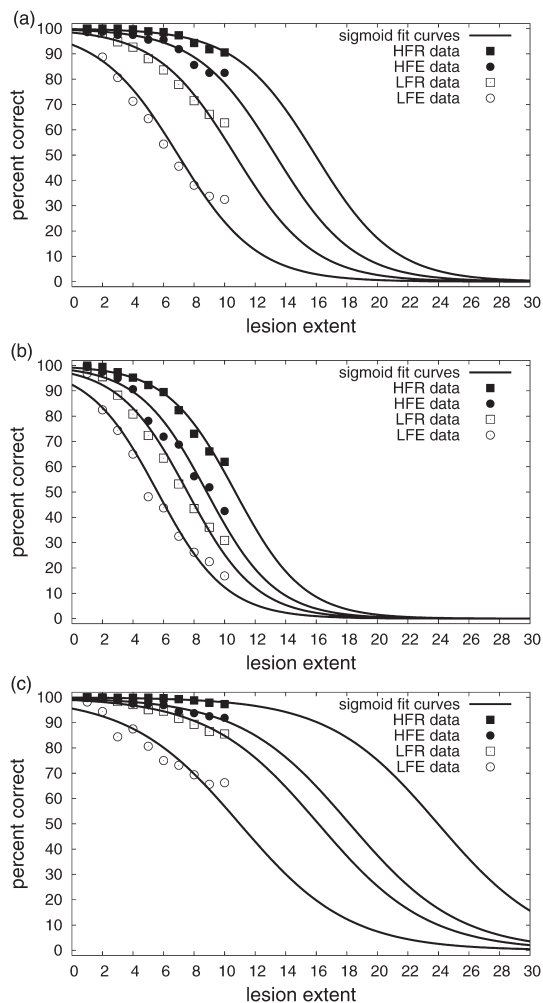 (a)
100
90
80
70
60
50
40
30
20
10
0
percent correct
sigmoid fit curves
HFR data
HFE data
LFR data
LFE data
0 2 4 6 8 10 12 14 16 18 20 22 24 26 28 30
lesion extent
(b)
100
90
80
70
60
50
40
30
20
10
0
percent correct
sigmoid fit curves
HFR data
HFE data
LFR data
LFE data
0 2 4 6 8 10 12 14 16 18 20 22 24 26 28 30
lesion extent
(c)
100
90
80
70
60
50
40
30
20
10
0
percent correct
sigmoid fit curves
HFR data
HFE data
LFR data
LFE data
0 2 4 6 8 10 12 14 16 18 20 22 24 26 28 30
lesion extent